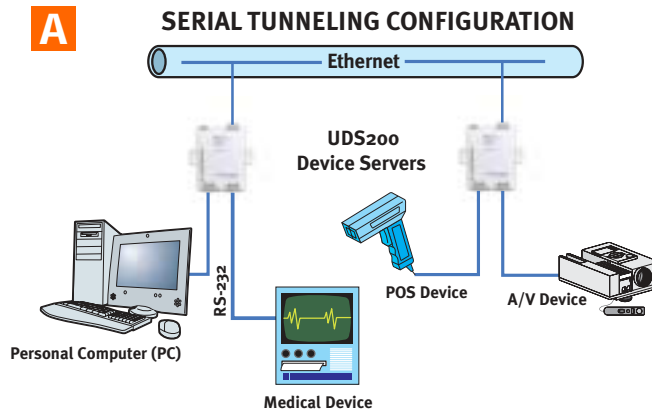 A
SERIAL TUNNELING CONFIGURATION
Ethernet
UDS200
Device Servers
RS-232
POS Device
A/V Device
Personal Computer (PC)
Medical Device